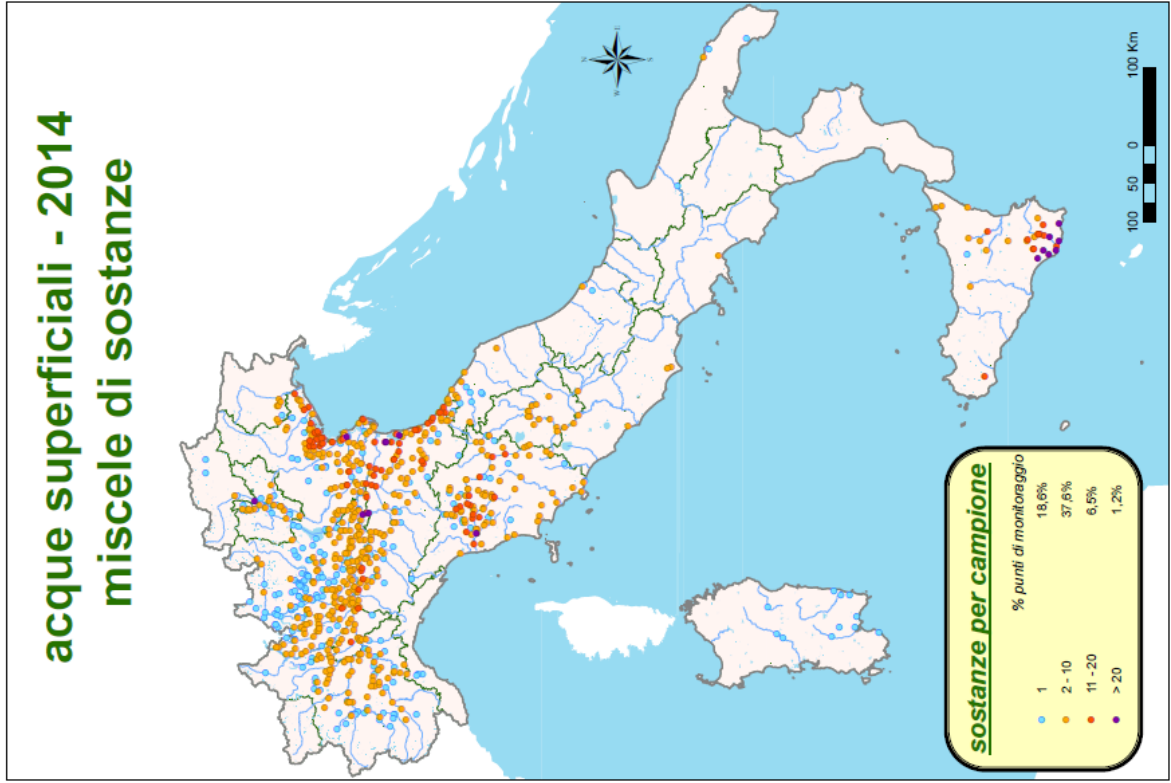 acque superficiali - 2014
miscele di sostanze
N
E
S
W
100 50 0 100 Km
sostanze per campione
% punti di monitoraggio
1 18,6%
2 - 10 37,6%
11 - 20 6,5%
> 20 1,2%